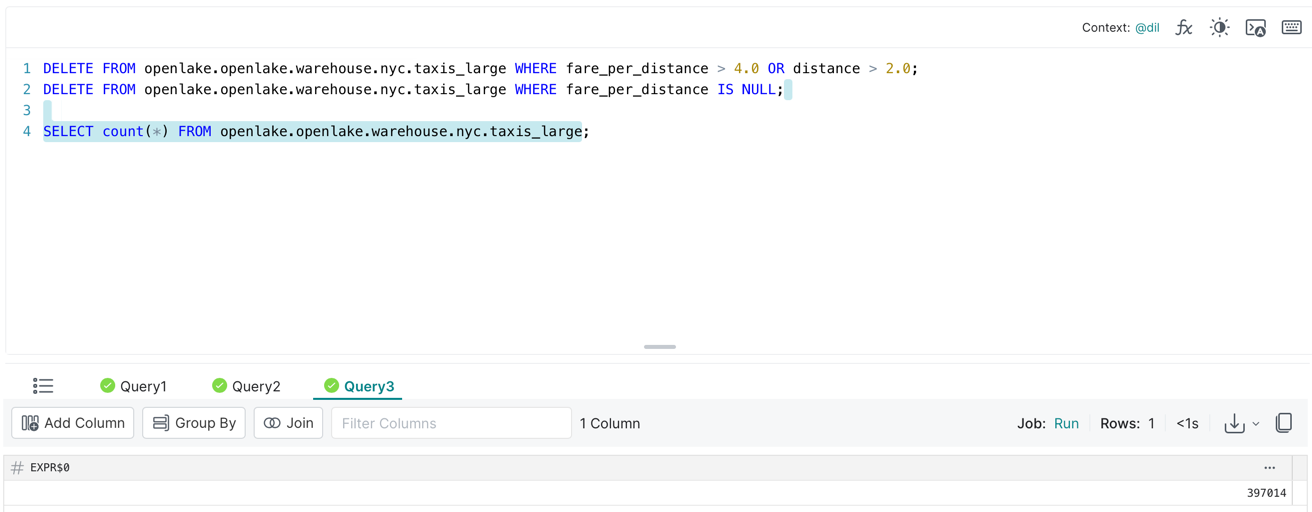 Context: @dil
1 DELETE FROM openlake.openlake.warehouse.nyc.taxis_large WHERE fare_per_distance > 4.0 OR distance > 2.0;
2 DELETE FROM openlake.openlake.warehouse.nyc.taxis_large WHERE fare_per_distance IS NULL;
3
4 SELECT count(*) FROM openlake.openlake.warehouse.nyc.taxis_large;
Query1 Query2 Query3
Add Column Group By Join Filter Columns 1 Column Job: Run Rows: 1 <1s
# EXPR$0 ...
397014